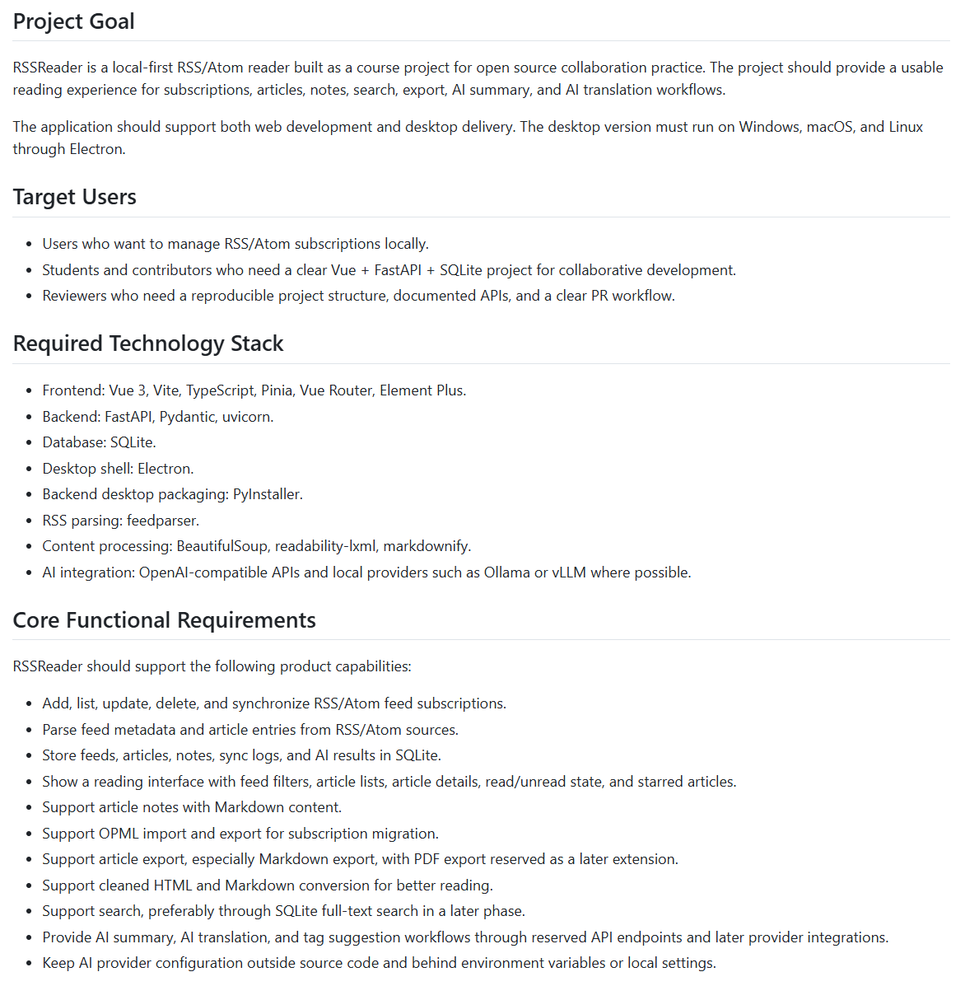 Project Goal
RSSReader is a local-first RSS/Atom reader built as a course project for open source collaboration practice. The project should provide a usable
reading experience for subscriptions, articles, notes, search, export, AI summary, and AI translation workflows.
The application should support both web development and desktop delivery. The desktop version must run on Windows, macOS, and Linux
through Electron.
Target Users
• Users who want to manage RSS/Atom subscriptions locally.
• Students and contributors who need a clear Vue + FastAPI + SQLite project for collaborative development.
• Reviewers who need a reproducible project structure, documented APIs, and a clear PR workflow.
Required Technology Stack
• Frontend: Vue 3, Vite, TypeScript, Pinia, Vue Router, Element Plus.
• Backend: FastAPI, Pydantic, uvicorn.
• Database: SQLite.
• Desktop shell: Electron.
• Backend desktop packaging: PyInstaller.
• RSS parsing: feedparser.
• Content processing: BeautifulSoup, readability-lxml, markdownify.
• AI integration: OpenAI-compatible APIs and local providers such as Ollama or vLLM where possible.
Core Functional Requirements
RSSReader should support the following product capabilities:
• Add, list, update, delete, and synchronize RSS/Atom feed subscriptions.
• Parse feed metadata and article entries from RSS/Atom sources.
• Store feeds, articles, notes, sync logs, and AI results in SQLite.
• Show a reading interface with feed filters, article lists, article details, read/unread state, and starred articles.
• Support article notes with Markdown content.
• Support OPML import and export for subscription migration.
• Support article export, especially Markdown export, with PDF export reserved as a later extension.
• Support cleaned HTML and Markdown conversion for better reading.
• Support search, preferably through SQLite full-text search in a later phase.
• Provide AI summary, AI translation, and tag suggestion workflows through reserved API endpoints and later provider integrations.
• Keep AI provider configuration outside source code and behind environment variables or local settings.